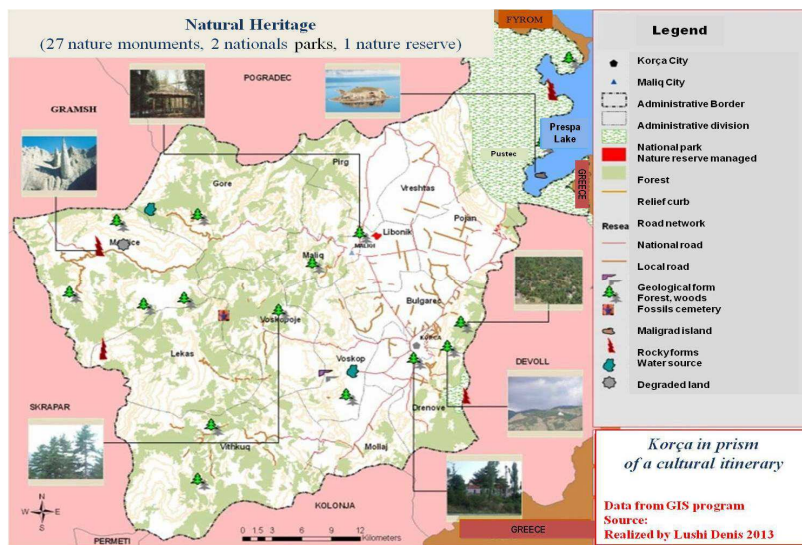 Natural Heritage
(27 nature monuments, 2 nationals parks, 1 nature reserve)
FYROM
POGRADEC
GRAMSH
Prespa
Lake
Pustec
GREECE
Pirg
Gore
Vreshtas
Pojan
Libonik
MALIQI
Maliq
Bulgarec
Voskopoje
KORÇA
Lekas
Voskop
DEVOLL
Drenove
SKRAPAR
Vithkuq
Mollaj
KOLONJA
PERMETI
GREECE
N
W E
S
0 1.5 3 6 9 12
Kilometers
Legend
Korça City
Maliq City
Administrative Border
Administrative division
National park
Nature reserve managed
Forest
Relief curb
Resea
Road network
National road
Local road
Geological form
Forest, woods
Fossils cemetery
Maligrad island
Rocky forms
Water source
Degraded land
Korça in prism
of a cultural itinerary
Data from GIS program
Source:
Realized by Lushi Denis 2013